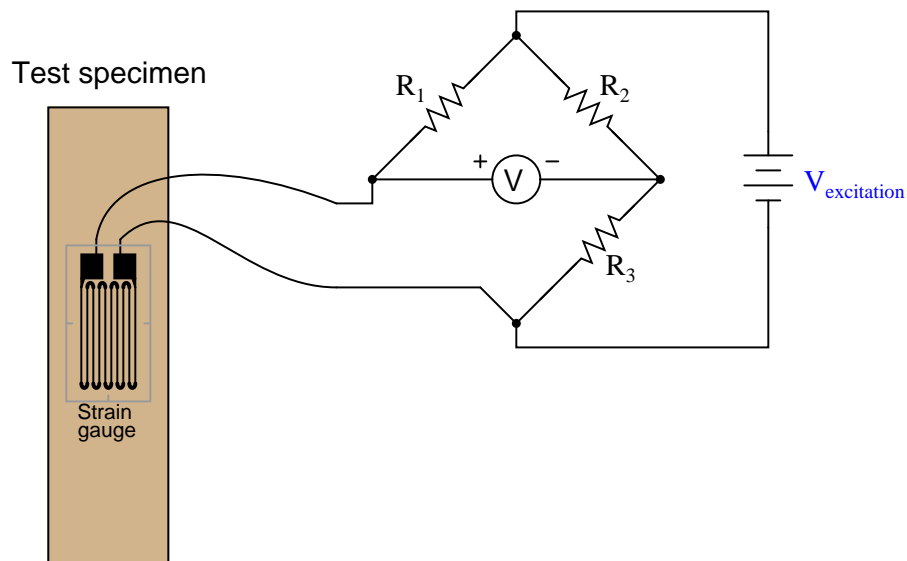 Test specimen
R1
R2
+
V
−
Vexcitation
R3
Strain
gauge